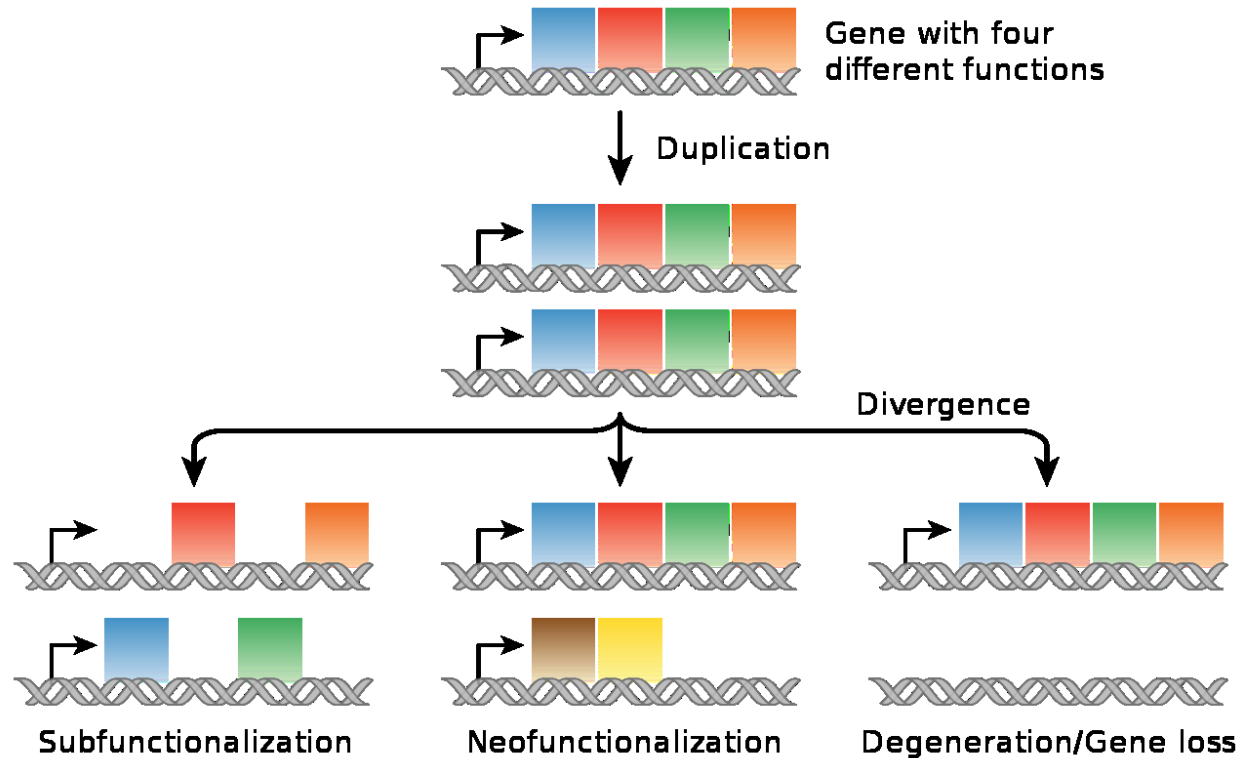 Gene with four
different functions
Duplication
Divergence
Subfunctionalization
Neofunctionalization
Degeneration/Gene loss